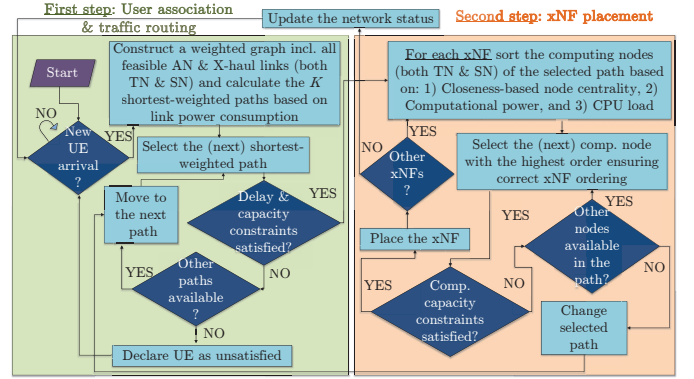 First step: User association
& traffic routing
Update the network status
Second step: xNF placement
Start
Construct a weighted graph incl. all
feasible AN & X-haul links (both
TN & SN) and calculate the K
shortest-weighted paths based on
link power consumption
NO
New
UE
arrival
?
YES
Select the (next) shortest-
weighted path
Move to
the next
path
Delay &
capacity
constraints
satisfied?
YES
NO
Other
paths
available
?
YES
NO
Declare UE as unsatisfied
For each xNF sort the computing nodes
(both TN & SN) of the selected path based
on: 1) Closeness-based node centrality, 2)
Computational power, and 3) CPU load
NO
YES
Other
xNFs
?
Select the (next) comp. node
with the highest order ensuring
correct xNF ordering
Place the xNF
YES
YES
Other
nodes
available
in the
path?
NO
YES
Comp.
capacity
constraints
satisfied?
NO
Change
selected
path